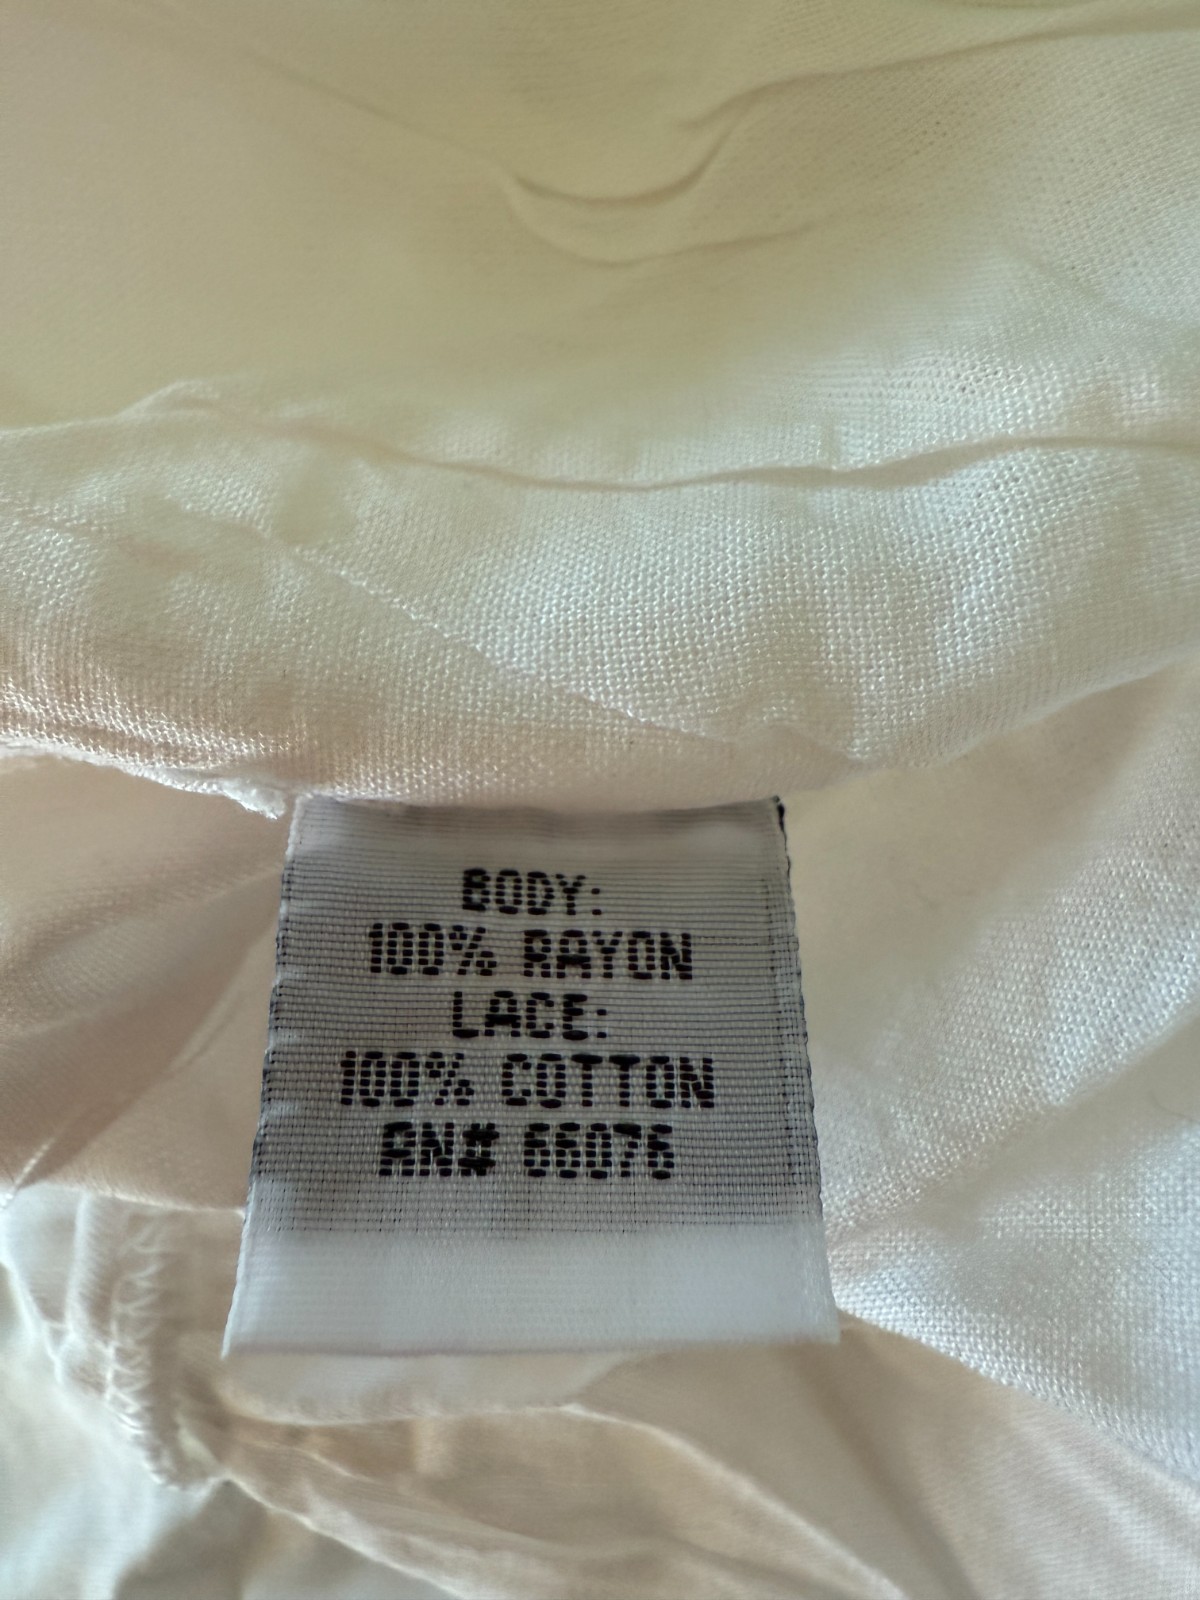 BODY:
100% RAYON
LACE:
100% COTTON
RN# 66076